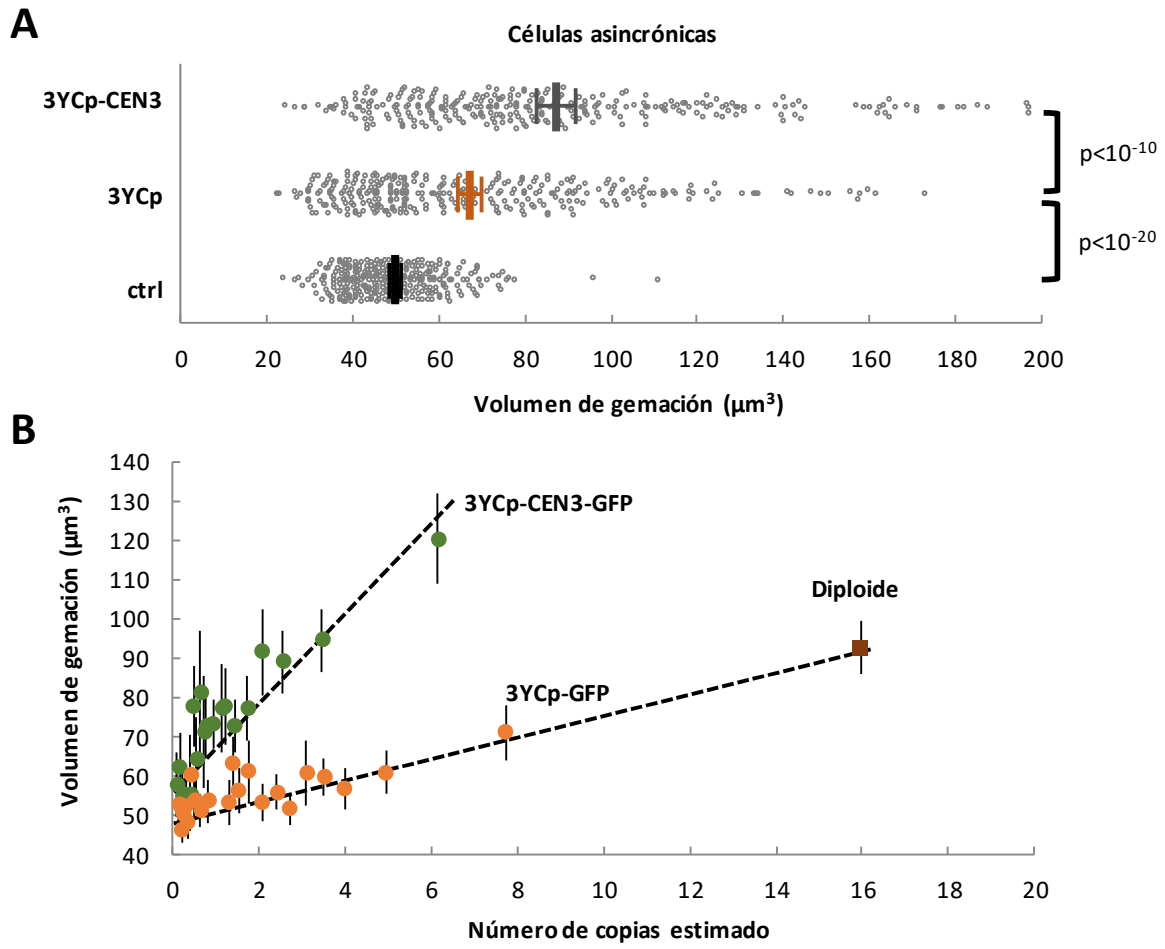 A
Células asincrónicas
3YCp-CEN3
3YCp
ctrl
p<10⁻¹⁰
p<10⁻²⁰
0 20 40 60 80 100 120 140 160 180 200
Volumen de gemación (µm³)
B
Volumen de gemación (µm³)
140
130
120
110
100
90
80
70
60
50
40
3YCp-CEN3-GFP
Diploide
3YCp-GFP
0 2 4 6 8 10 12 14 16 18 20
Número de copias estimado